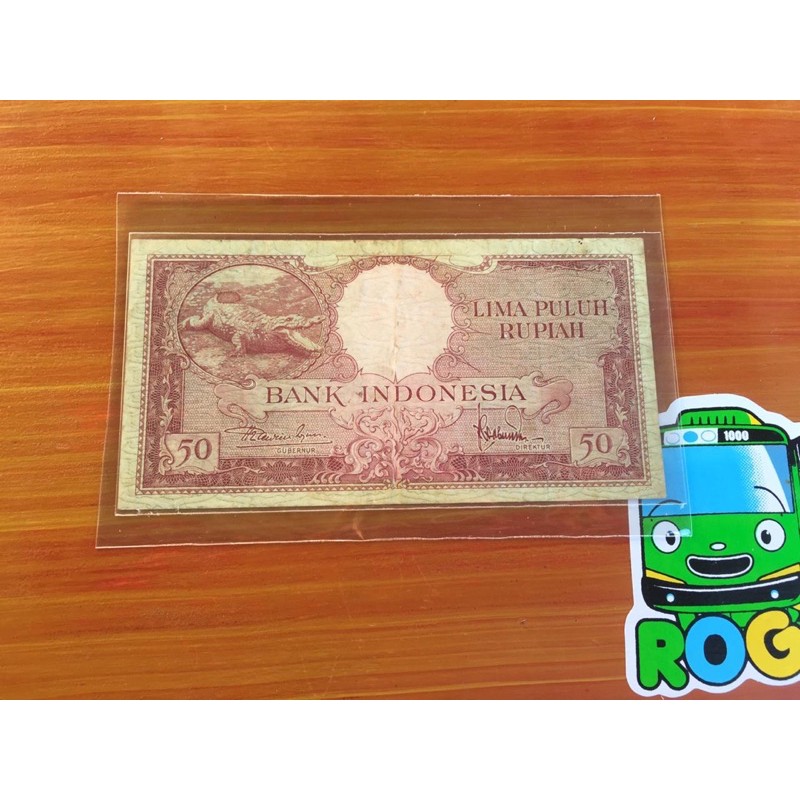 LIMA PULUH
RUPIAH
BANK INDONESIA
50
GUBERNUR
DIREKTUR
50
1000
ROG